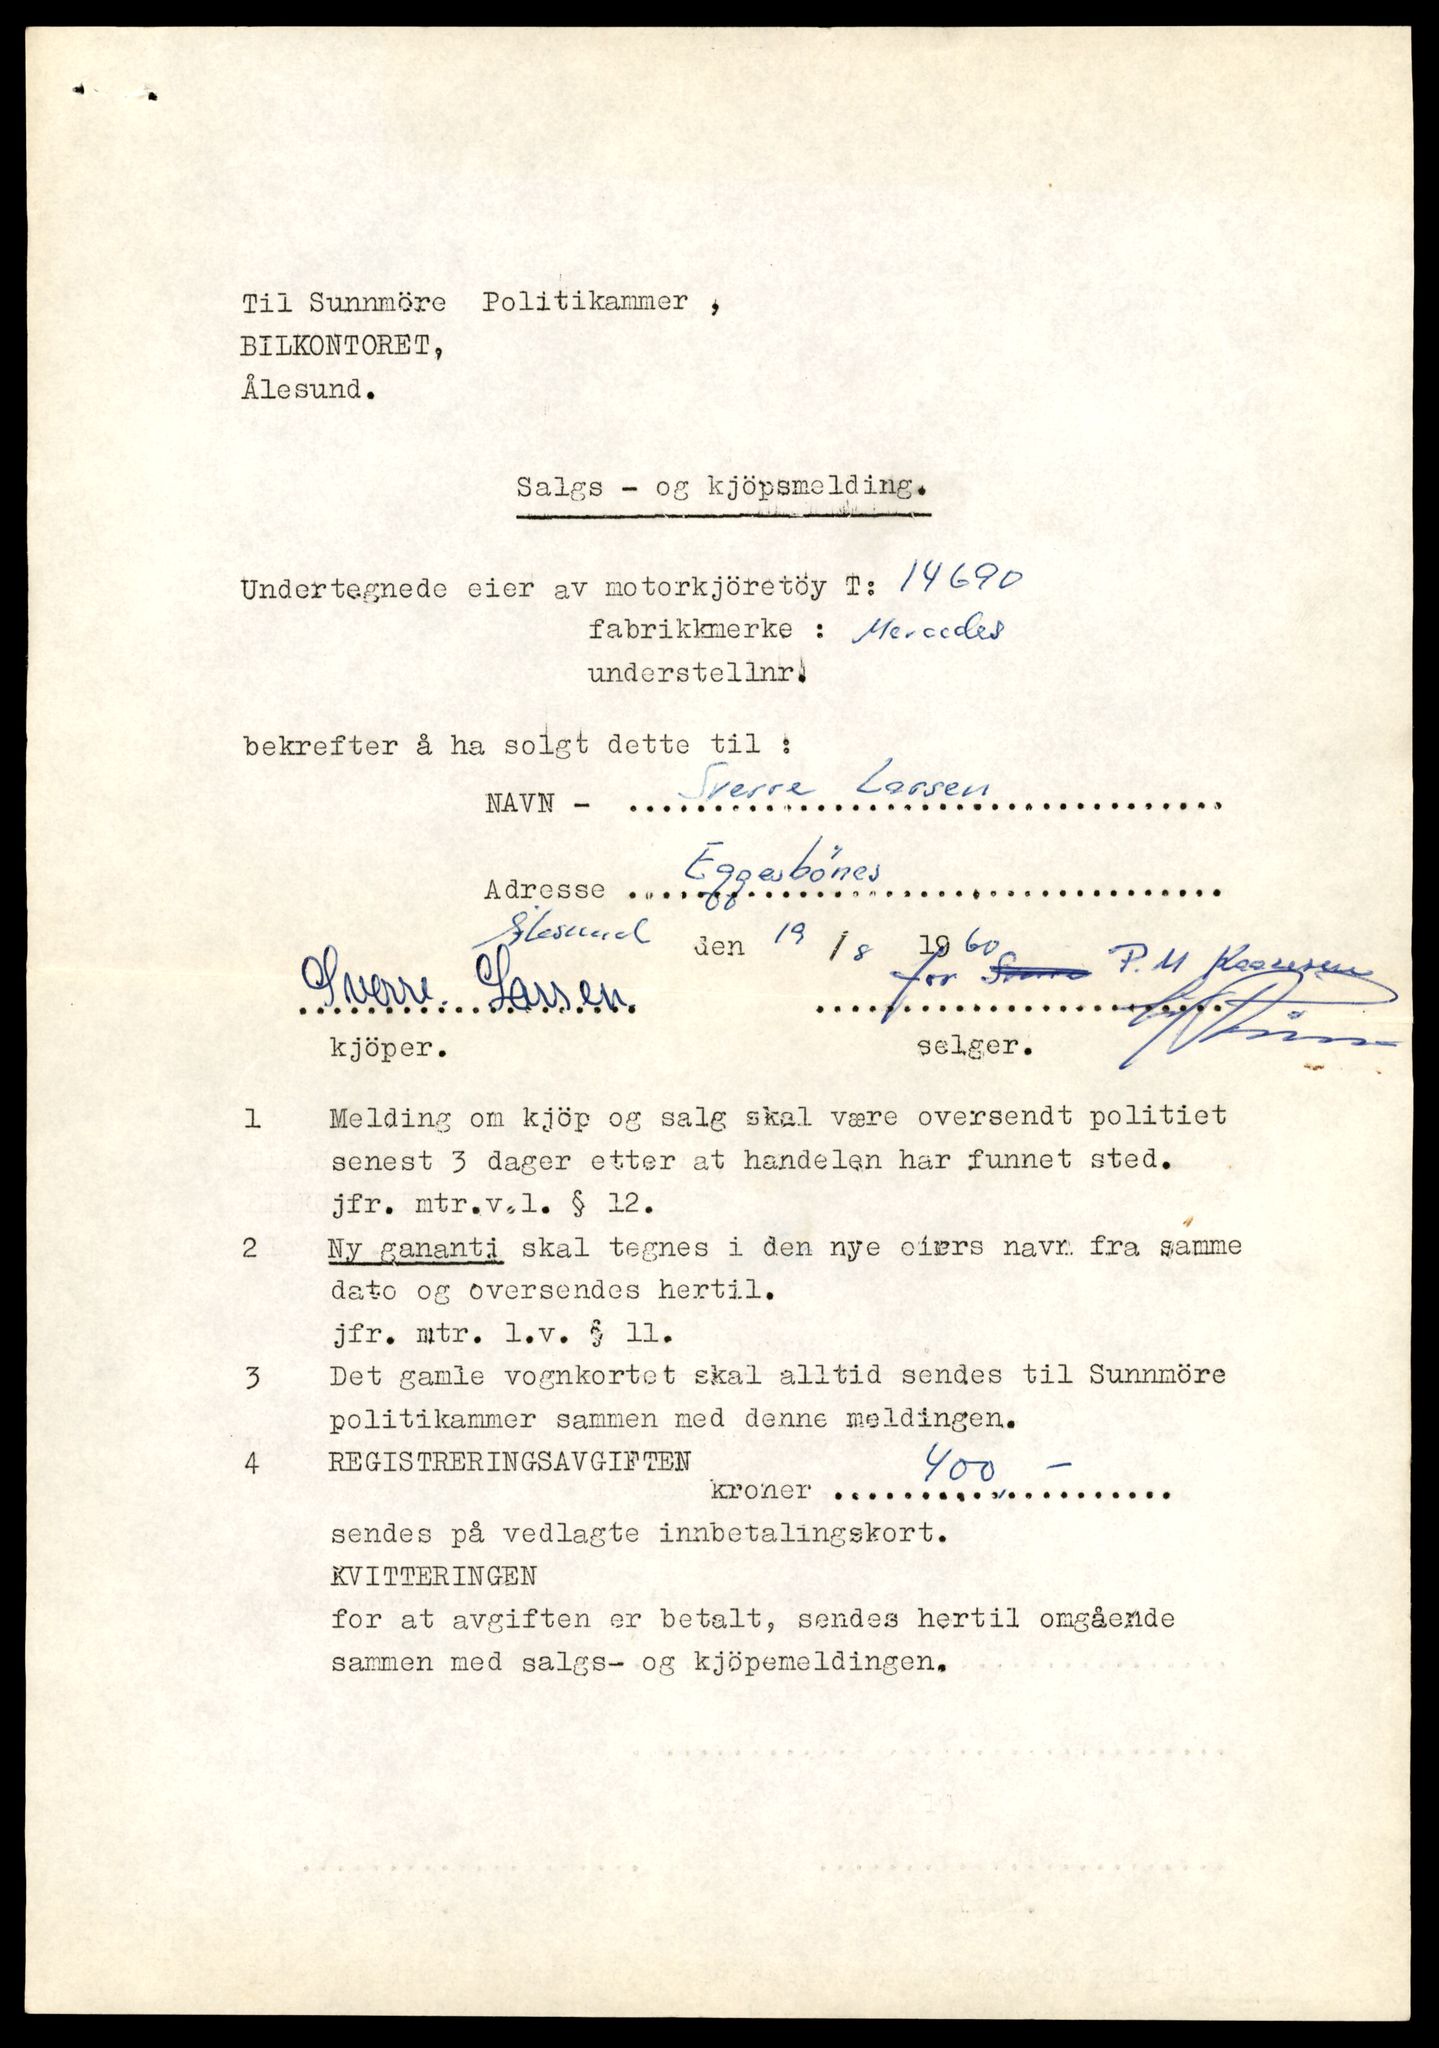 Til Sunnmöre Politikammer ,
BILKONTORET,
Ålesund.
Salgs - og kjöpsmelding.
Undertegnede eier av motorkjöretöy T: 14690
fabrikkmerke : Mercedes
understellnr.
bekrefter å ha solgt dette til :
NAVN - Sverre Larsen
Adresse Eggesbönes
Ålesund den 19 /8 1960
Sverre Larsen for P. M
kjöper. selger.
1 Melding om kjöp og salg skal være oversendt politiet
senest 3 dager etter at handelen har funnet sted.
jfr. mtr.v.l. § 12.
2 Ny gananti skal tegnes i den nye eiers navn fra samme
dato og oversendes hertil.
jfr. mtr. l.v. § 11.
3 Det gamle vognkortet skal alltid sendes til Sunnmöre
politikammer sammen med denne meldingen.
4 REGISTRERINGSAVGIFTEN
kroner 400,-
sendes på vedlagte innbetalingskort.
KVITTERINGEN
for at avgiften er betalt, sendes hertil omgående
sammen med salgs- og kjöpemeldingen.